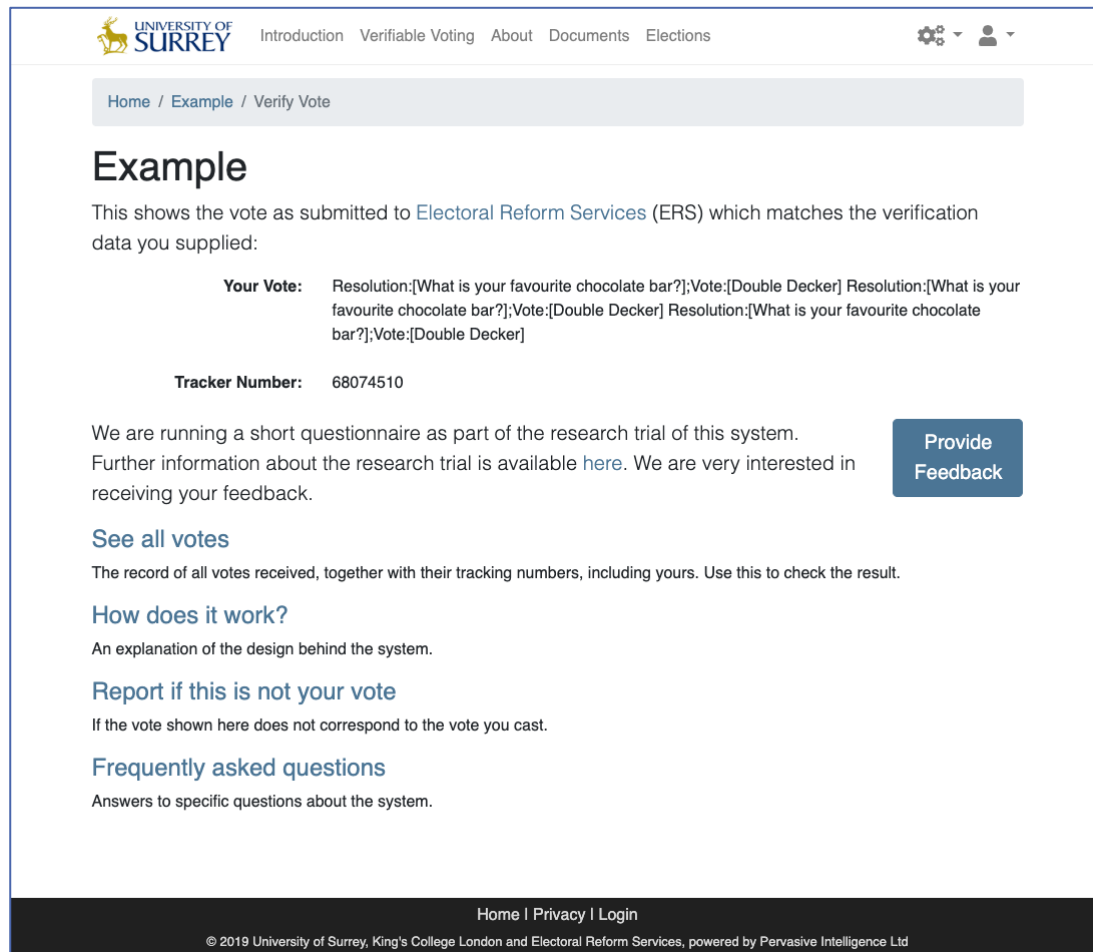 UNIVERSITY OF
SURREY
Introduction Verifiable Voting About Documents Elections
Home / Example / Verify Vote
Example
This shows the vote as submitted to Electoral Reform Services (ERS) which matches the verification
data you supplied:
Your Vote: Resolution:[What is your favourite chocolate bar?];Vote:[Double Decker] Resolution:[What is your
favourite chocolate bar?];Vote:[Double Decker] Resolution:[What is your favourite chocolate
bar?];Vote:[Double Decker]
Tracker Number: 68074510
We are running a short questionnaire as part of the research trial of this system.
Further information about the research trial is available here. We are very interested in
receiving your feedback.
Provide
Feedback
See all votes
The record of all votes received, together with their tracking numbers, including yours. Use this to check the result.
How does it work?
An explanation of the design behind the system.
Report if this is not your vote
If the vote shown here does not correspond to the vote you cast.
Frequently asked questions
Answers to specific questions about the system.
Home | Privacy | Login
© 2019 University of Surrey, King's College London and Electoral Reform Services, powered by Pervasive Intelligence Ltd